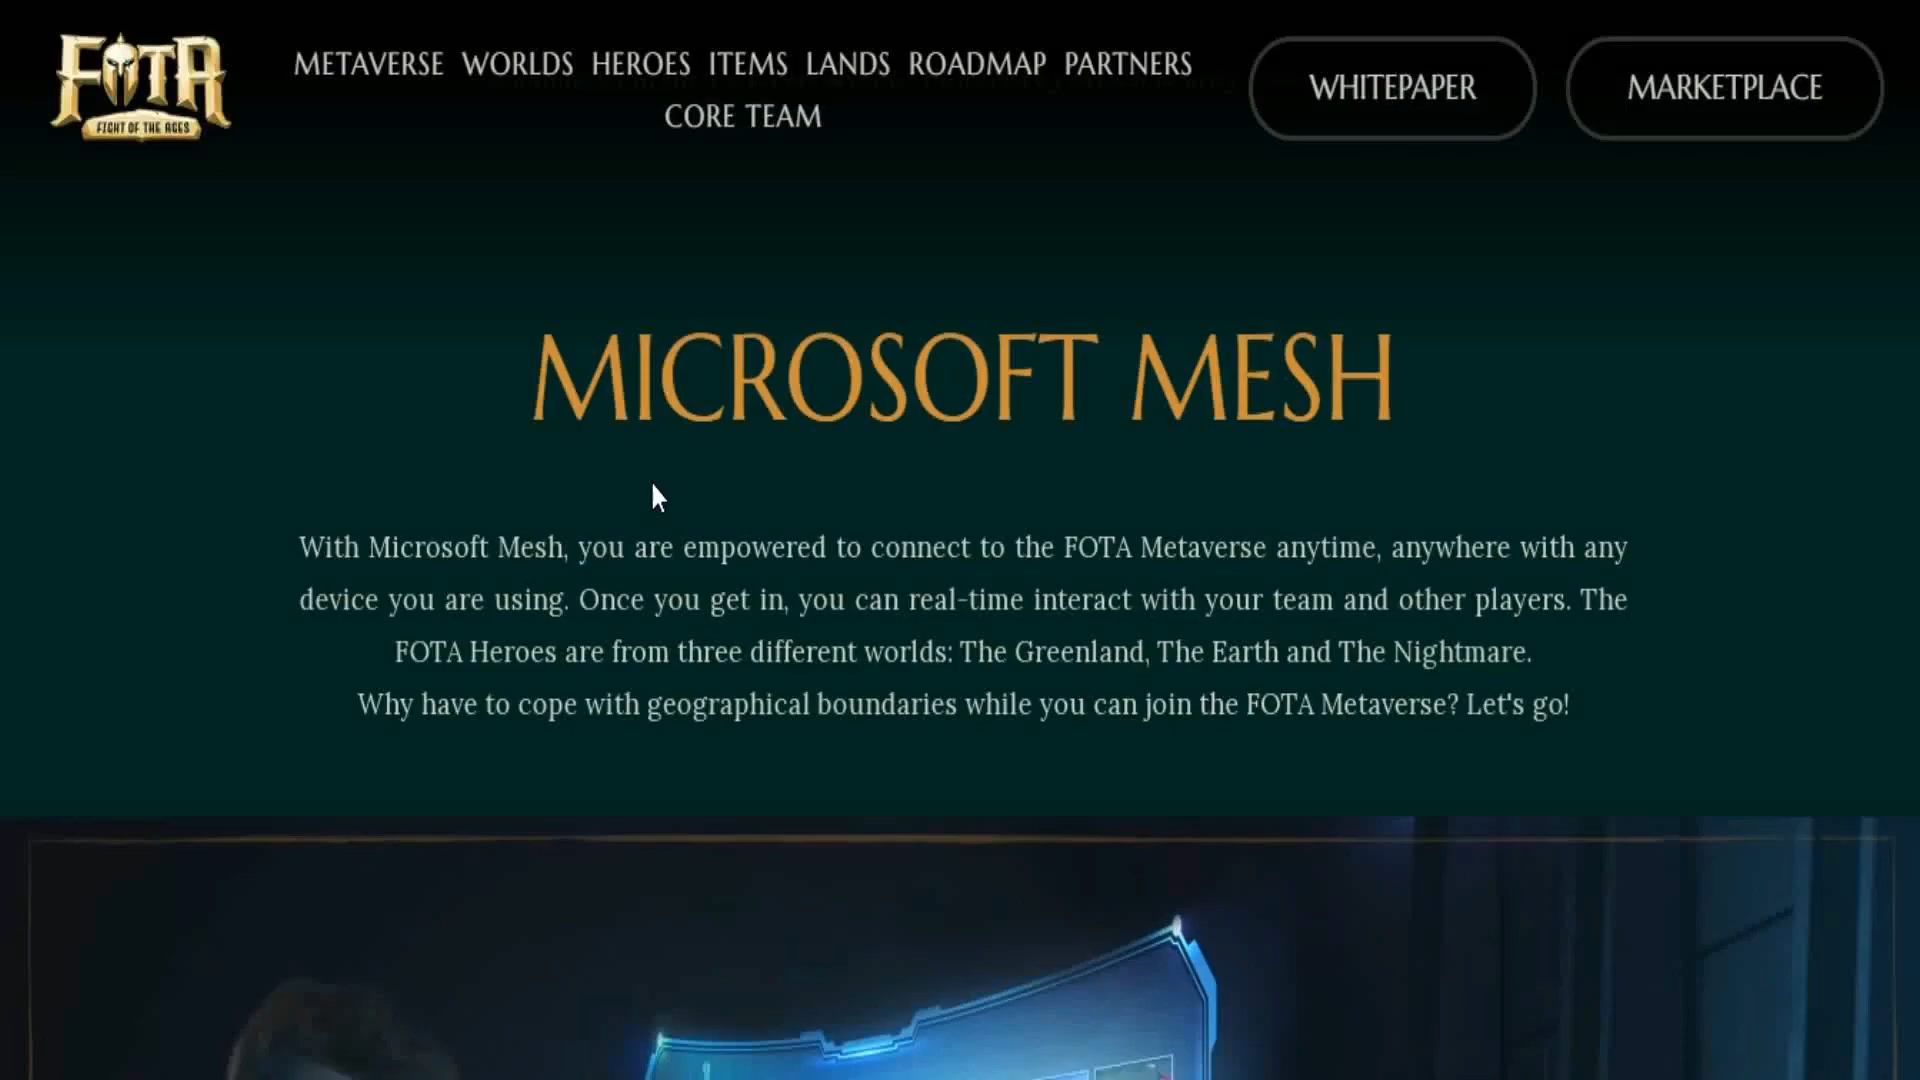 FOTA
FIGHT OF THE AGES
METAVERSE WORLDS HEROES ITEMS LANDS ROADMAP PARTNERS
CORE TEAM
WHITEPAPER
MARKETPLACE
MICROSOFT MESH
With Microsoft Mesh, you are empowered to connect to the FOTA Metaverse anytime, anywhere with any
device you are using. Once you get in, you can real-time interact with your team and other players. The
FOTA Heroes are from three different worlds: The Greenland, The Earth and The Nightmare.
Why have to cope with geographical boundaries while you can join the FOTA Metaverse? Let's go!